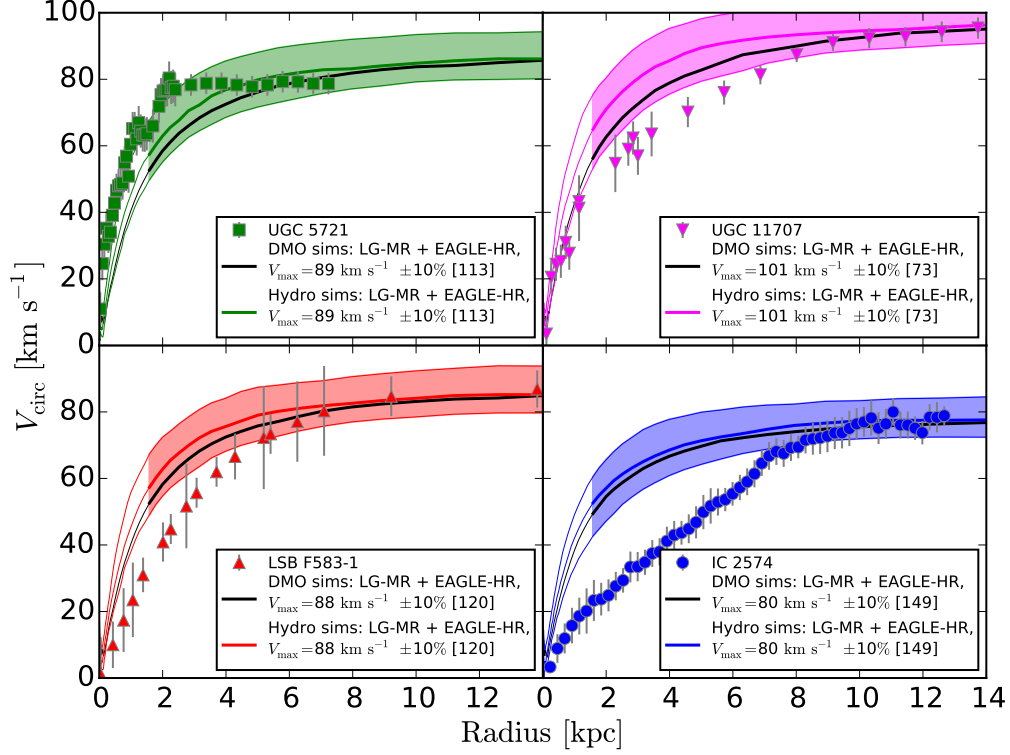 100
80
60
40
20
0
UGC 5721
DMO sims: LG-MR + EAGLE-HR,
V_max=89 km s⁻¹ ±10% [113]
Hydro sims: LG-MR + EAGLE-HR,
V_max=89 km s⁻¹ ±10% [113]
UGC 11707
DMO sims: LG-MR + EAGLE-HR,
V_max=101 km s⁻¹ ±10% [73]
Hydro sims: LG-MR + EAGLE-HR,
V_max=101 km s⁻¹ ±10% [73]
V_circ [km s⁻¹]
80
60
40
20
0
LSB F583-1
DMO sims: LG-MR + EAGLE-HR,
V_max=88 km s⁻¹ ±10% [120]
Hydro sims: LG-MR + EAGLE-HR,
V_max=88 km s⁻¹ ±10% [120]
IC 2574
DMO sims: LG-MR + EAGLE-HR,
V_max=80 km s⁻¹ ±10% [149]
Hydro sims: LG-MR + EAGLE-HR,
V_max=80 km s⁻¹ ±10% [149]
0 2 4 6 8 10 12 0 2 4 6 8 10 12 14
Radius [kpc]